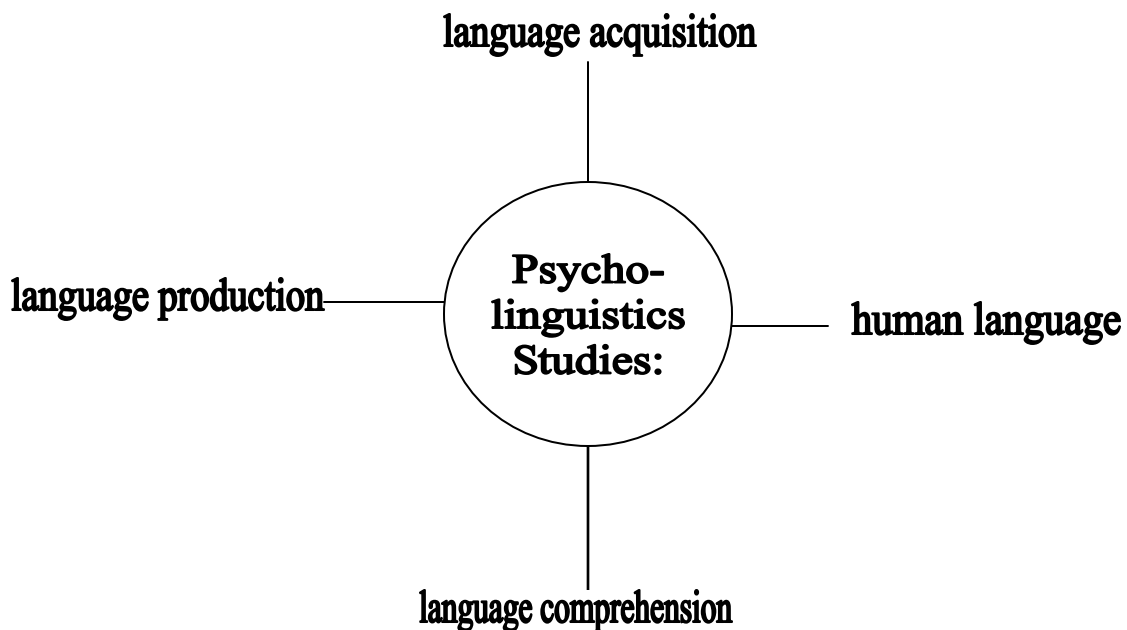 language acquisition
language production
Psycho-
linguistics
Studies:
human language
language comprehension